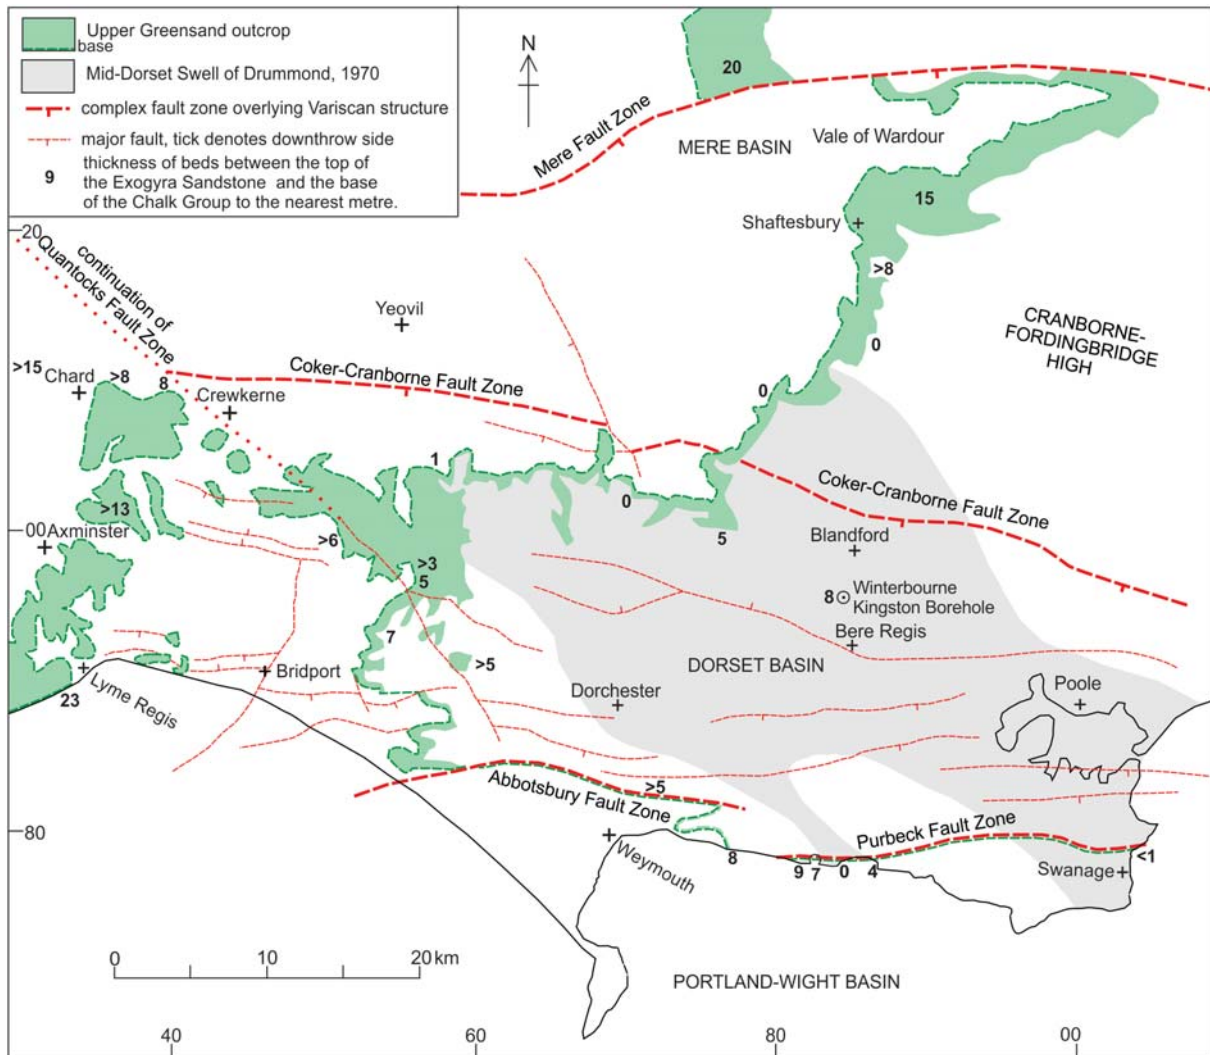 Upper Greensand outcrop
base
Mid-Dorset Swell of Drummond, 1970
complex fault zone overlying Variscan structure
major fault, tick denotes downthrow side
9
thickness of beds between the top of
the Exogyra Sandstone and the base
of the Chalk Group to the nearest metre.
N
20
Mere Fault Zone
MERE BASIN
Vale of Wardour
15
Shaftesbury
20
continuation of
Quantocks Fault Zone
>8
Yeovil
CRANBORNE-
FORDINGBRIDGE
HIGH
0
>15
Chard
>8
8
Coker-Cranborne Fault Zone
Crewkerne
0
1
Coker-Cranborne Fault Zone
>13
0
00
Axminster
>6
5
Blandford
>3
5
8
Winterbourne
Kingston Borehole
7
Bere Regis
>5
DORSET BASIN
Bridport
Lyme Regis
23
Dorchester
Poole
Abbotsbury Fault Zone
>5
80
Purbeck Fault Zone
Weymouth
8
9
7
0
4
<1
Swanage
0
10
20 km
PORTLAND-WIGHT BASIN
40
60
80
00